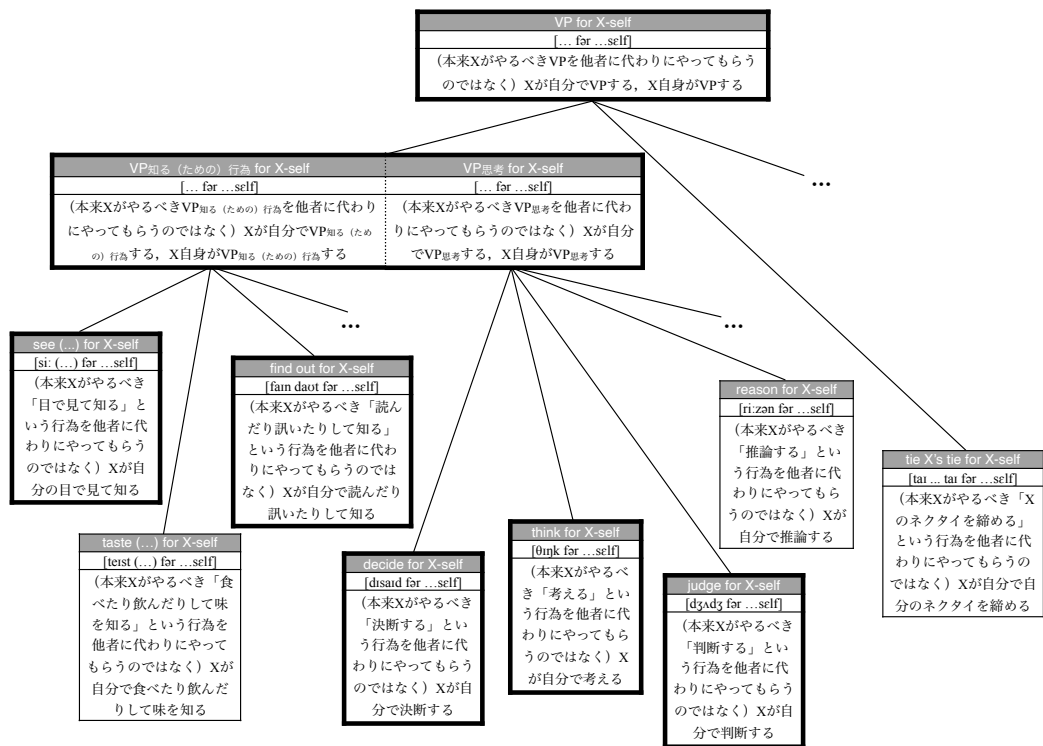 VP for X-self
[… fər …sɛlf]
(本来XがやるべきVPを他者に代わりにやってもらう
のではなく)Xが自分でVPする,X自身がVPする
VP知る(ための)行為 for X-self
[… fər …sɛlf]
(本来XがやるべきVP知る(ための)行為を他者に代わり
にやってもらうのではなく)Xが自分でVP知る(ため
の)行為する,X自身がVP知る(ための)行為する
VP思考 for X-self
[… fər …sɛlf]
(本来XがやるべきVP思考を他者に代わ
りにやってもらうのではなく)Xが自分
でVP思考する,X自身がVP思考する
...
...
...
see (...) for X-self
[siː (…) fər …sɛlf]
(本来Xがやるべき
「目で見て知る」と
いう行為を他者に代
わりにやってもらう
のではなく)Xが自
分の目で見て知る
find out for X-self
[faɪn daʊt fər …sɛlf]
(本来Xがやるべき「読ん
だり訊いたりして知る」
という行為を他者に代わ
りにやってもらうのでは
なく)Xが自分で読んだり
訊いたりして知る
reason for X-self
[riːzən fər …sɛlf]
(本来Xがやるべき
「推論する」とい
う行為を他者に代
わりにやってもら
うのではなく)Xが
自分で推論する
tie X's tie for X-self
[taɪ ... taɪ fər …sɛlf]
(本来Xがやるべき「X
のネクタイを締める」
という行為を他者に代
わりにやってもらうの
ではなく)Xが自分で自
分のネクタイを締める
taste (…) for X-self
[teɪst (…) fər …sɛlf]
(本来Xがやるべき「食
べたり飲んだりして味
を知る」という行為を
他者に代わりにやって
もらうのではなく)Xが
自分で食べたり飲んだ
りして味を知る
decide for X-self
[dɪsaɪd fər …sɛlf]
(本来Xがやるべき
「決断する」とい
う行為を他者に代
わりにやってもらう
のではなく)Xが自
分で決断する
think for X-self
[θɪŋk fər …sɛlf]
(本来Xがやるべ
き「考える」とい
う行為を他者に代
わりにやってもら
うのではなく)X
が自分で考える
judge for X-self
[dʒʌdʒ fər …sɛlf]
(本来Xがやるべき
「判断する」とい
う行為を他者に代
わりにやってもらう
のではなく)Xが自
分で判断する